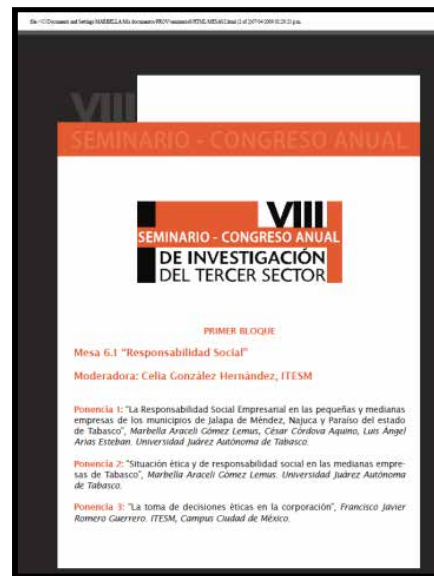 VIII
SEMINARIO - CONGRESO ANUAL
VIII
SEMINARIO - CONGRESO ANUAL
DE INVESTIGACIÓN
DEL TERCER SECTOR
PRIMER BLOQUE
Mesa 6.1 "Responsabilidad Social"
Moderadora: Celia González Hernández, ITESM
Ponencia 1: "La Responsabilidad Social Empresarial en las pequeñas y medianas
empresas de los municipios de Jalapa de Méndez, Najuca y Paraíso del estado
de Tabasco", Marbella Araceli Gómez Lemus, César Córdova Aquino, Luis Ángel
Arias Esteban. Universidad Juárez Autónoma de Tabasco.
Ponencia 2: "Situación ética y de responsabilidad social en las medianas empre-
sas de Tabasco", Marbella Araceli Gómez Lemus. Universidad Juárez Autónoma
de Tabasco.
Ponencia 3: "La toma de decisiones éticas en la corporación", Francisco Javier
Romero Guerrero. ITESM, Campus Ciudad de México.